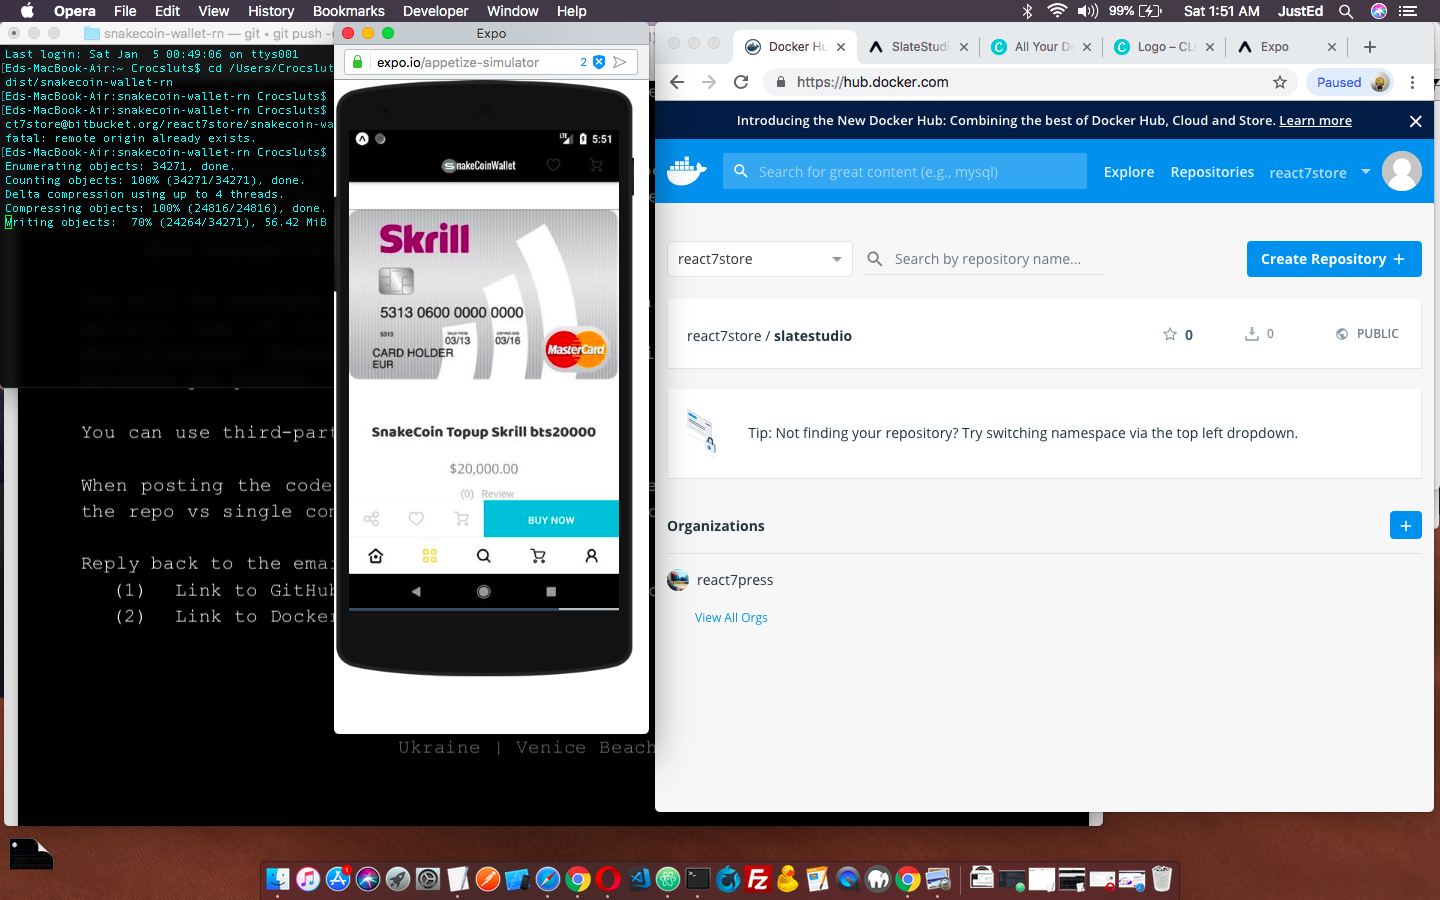 Opera File Edit View History Bookmarks Developer Window Help
99% Sat 1:51 AM JustEd
snakecoin-wallet-rn — git ◂ git push
Last login: Sat Jan 5 00:49:06 on ttys001
[Eds-MacBook-Air:~ Crocsluts$ cd /Users/Crocslut
dist/snakecoin-wallet-rn
[Eds-MacBook-Air:snakecoin-wallet-rn Crocsluts$
[Eds-MacBook-Air:snakecoin-wallet-rn Crocsluts$
ct7store@bitbucket.org/react7store/snakecoin-wa
fatal: remote origin already exists.
[Eds-MacBook-Air:snakecoin-wallet-rn Crocsluts$
Enumerating objects: 34271, done.
Counting objects: 100% (34271/34271), done.
Delta compression using up to 4 threads.
Compressing objects: 100% (24816/24816), done.
Writing objects: 70% (24264/34271), 56.42 MiB
You can use third-part
When posting the code
the repo vs single con
Reply back to the emai
(1) Link to GitHub
(2) Link to Docker
Ukraine | Venice Beach
Expo
expo.io/appetize-simulator
2
LTE 5:51
SnakeCoinWallet
Skrill
5313 0600 0000 0000
5313
VALID FROM
03/13
EXPIRES END
03/16
CARD HOLDER
EUR
MasterCard
SnakeCoin Topup Skrill bts20000
$20,000.00
(0) Review
BUY NOW
Docker Hu
SlateStudi
All Your De
Logo – CLO
Expo
https://hub.docker.com
Paused
Introducing the New Docker Hub: Combining the best of Docker Hub, Cloud and Store. Learn more
Search for great content (e.g., mysql)
Explore Repositories react7store
react7store
Search by repository name...
Create Repository +
react7store / slatestudio
0
0
PUBLIC
Tip: Not finding your repository? Try switching namespace via the top left dropdown.
Organizations
+
react7press
View All Orgs